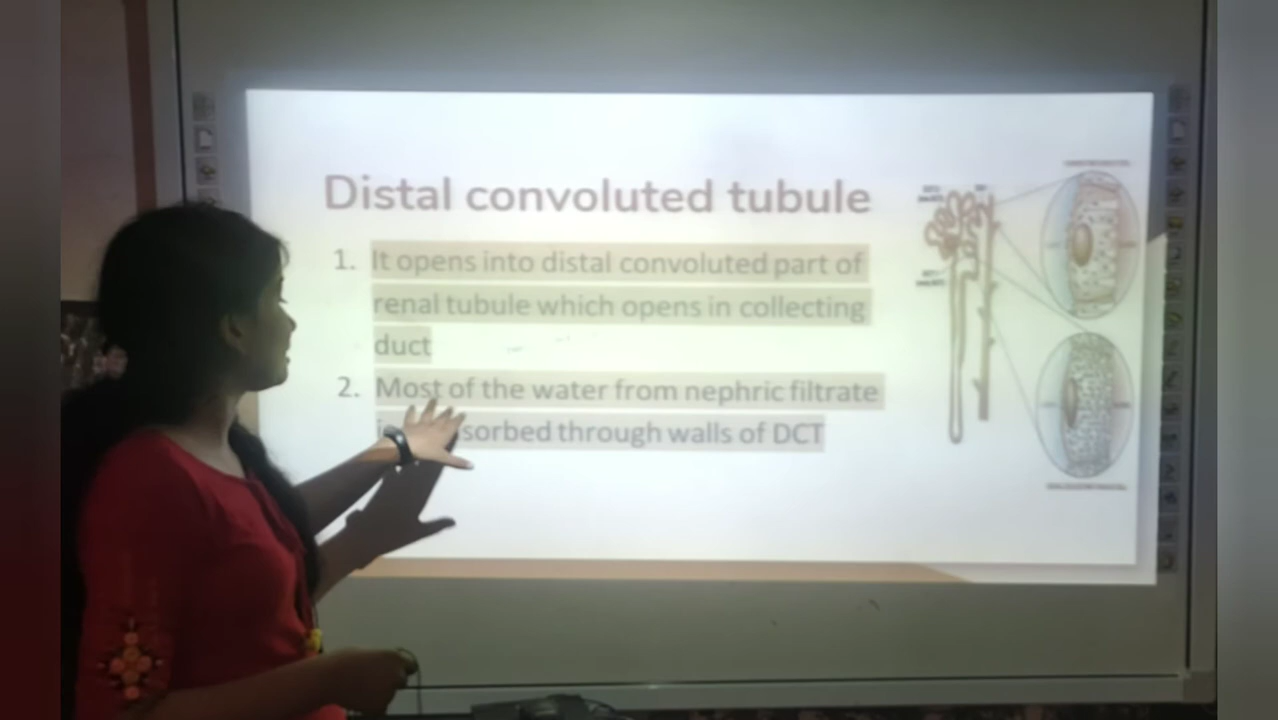 Distal convoluted tubule
1. It opens into distal convoluted part of
renal tubule which opens in collecting
duct
2. Most of the water from nephric filtrate
sorbed through walls of DCT